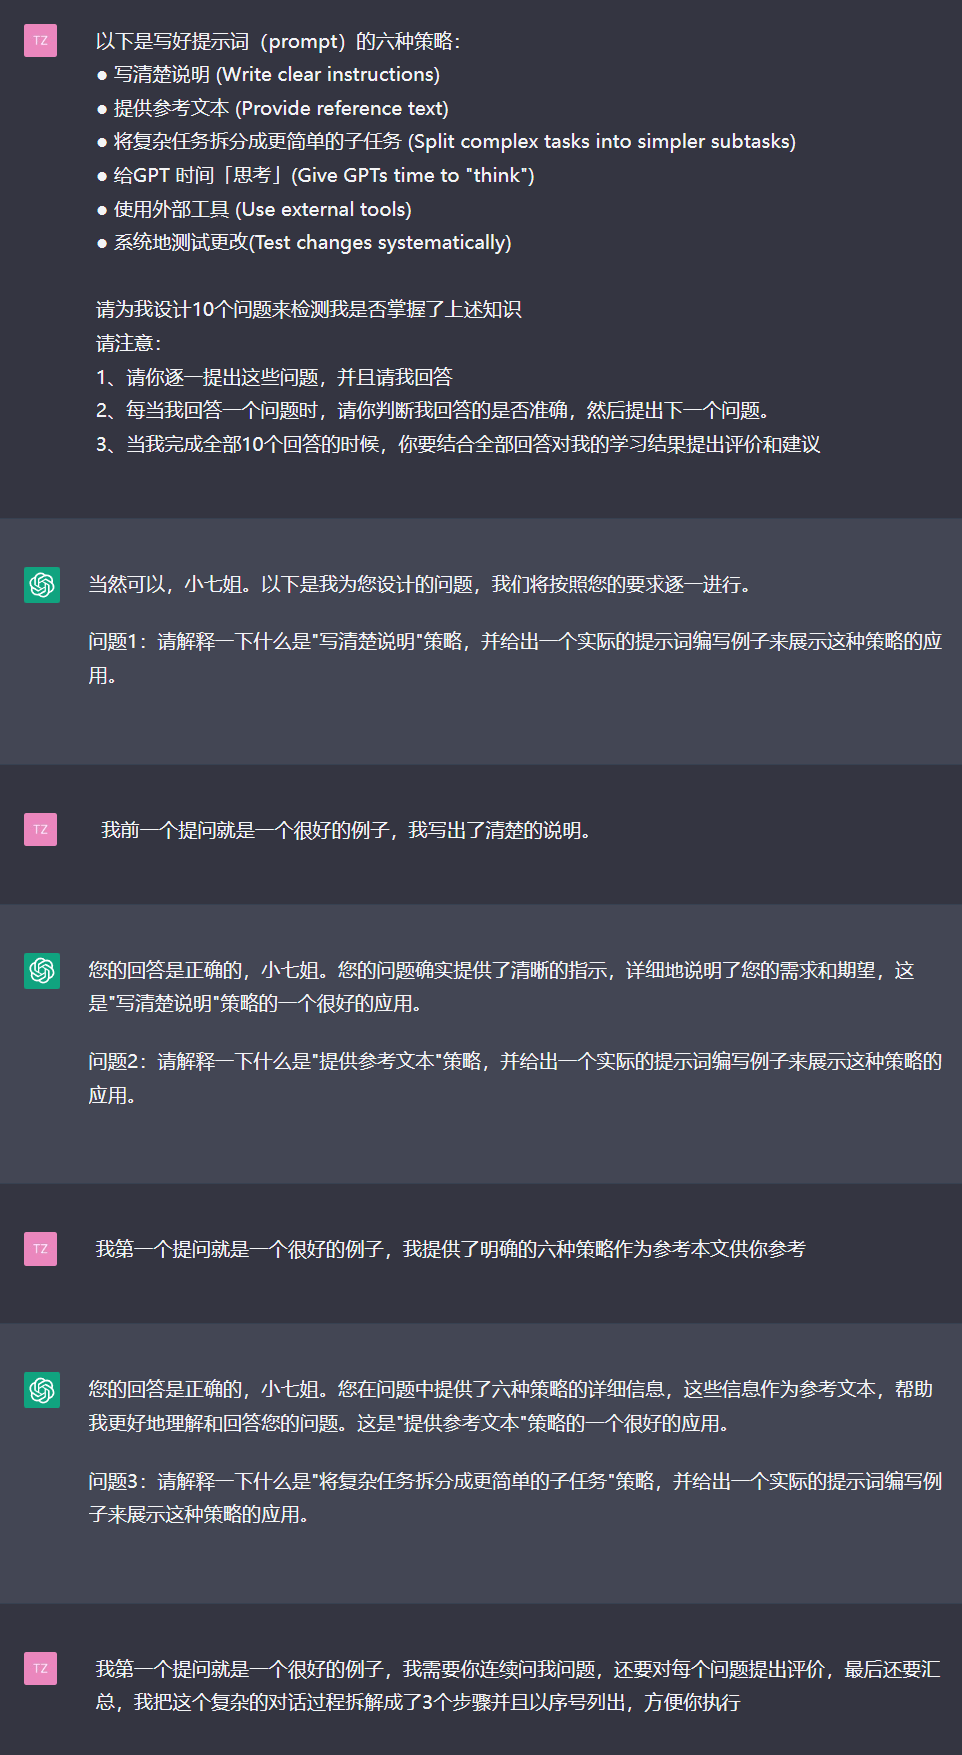 TZ
以下是写好提示词（prompt）的六种策略：
● 写清楚说明 (Write clear instructions)
● 提供参考文本 (Provide reference text)
● 将复杂任务拆分成更简单的子任务 (Split complex tasks into simpler subtasks)
● 给GPT 时间「思考」(Give GPTs time to "think")
● 使用外部工具 (Use external tools)
● 系统地测试更改(Test changes systematically)
请为我设计10个问题来检测我是否掌握了上述知识
请注意：
1、请你逐一提出这些问题，并且请我回答
2、每当我回答一个问题时，请你判断我回答的是否准确，然后提出下一个问题。
3、当我完成全部10个回答的时候，你要结合全部回答对我的学习结果提出评价和建议
当然可以，小七姐。以下是我为您设计的问题，我们将按照您的要求逐一进行。
问题1：请解释一下什么是"写清楚说明"策略，并给出一个实际的提示词编写例子来展示这种策略的应
用。
TZ
我前一个提问就是一个很好的例子，我写出了清楚的说明。
您的回答是正确的，小七姐。您的问题确实提供了清晰的指示，详细地说明了您的需求和期望，这
是"写清楚说明"策略的一个很好的应用。
问题2：请解释一下什么是"提供参考文本"策略，并给出一个实际的提示词编写例子来展示这种策略的
应用。
TZ
我第一个提问就是一个很好的例子，我提供了明确的六种策略作为参考本文供你参考
您的回答是正确的，小七姐。您在问题中提供了六种策略的详细信息，这些信息作为参考文本，帮助
我更好地理解和回答您的问题。这是"提供参考文本"策略的一个很好的应用。
问题3：请解释一下什么是"将复杂任务拆分成更简单的子任务"策略，并给出一个实际的提示词编写例
子来展示这种策略的应用。
TZ
我第一个提问就是一个很好的例子，我需要你连续问我问题，还要对每个问题提出评价，最后还要汇
总，我把这个复杂的对话过程拆解成了3个步骤并且以序号列出，方便你执行